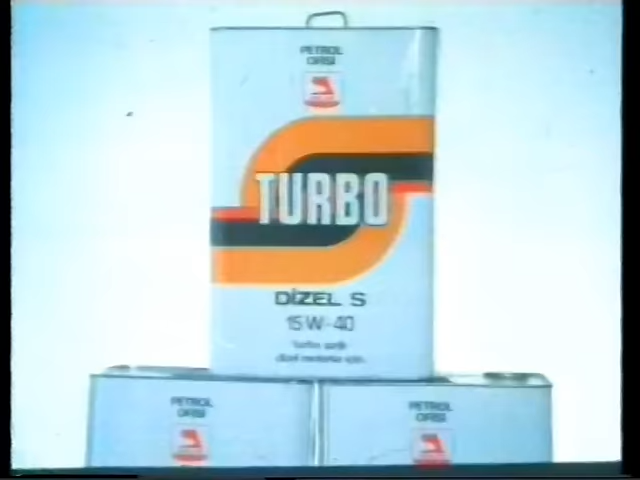 PETROL
OFİSİ
TURBO
DİZEL S
15W-40
PETROL
OFİSİ
PETROL
OFİSİ